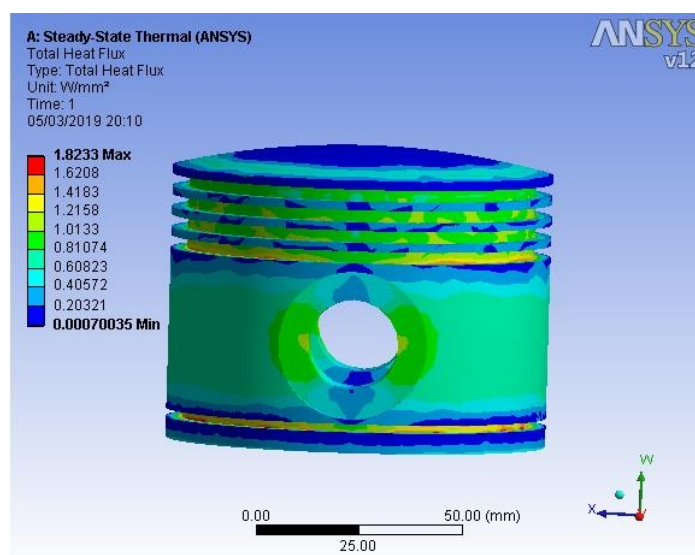 A: Steady-State Thermal (ANSYS)
Total Heat Flux
Type: Total Heat Flux
Unit: W/mm²
Time: 1
05/03/2019 20:10
ANSYS
v12
1.8233 Max
1.6208
1.4183
1.2158
1.0133
0.81074
0.60823
0.40572
0.20321
0.00070035 Min
0.00
50.00 (mm)
25.00
W
X